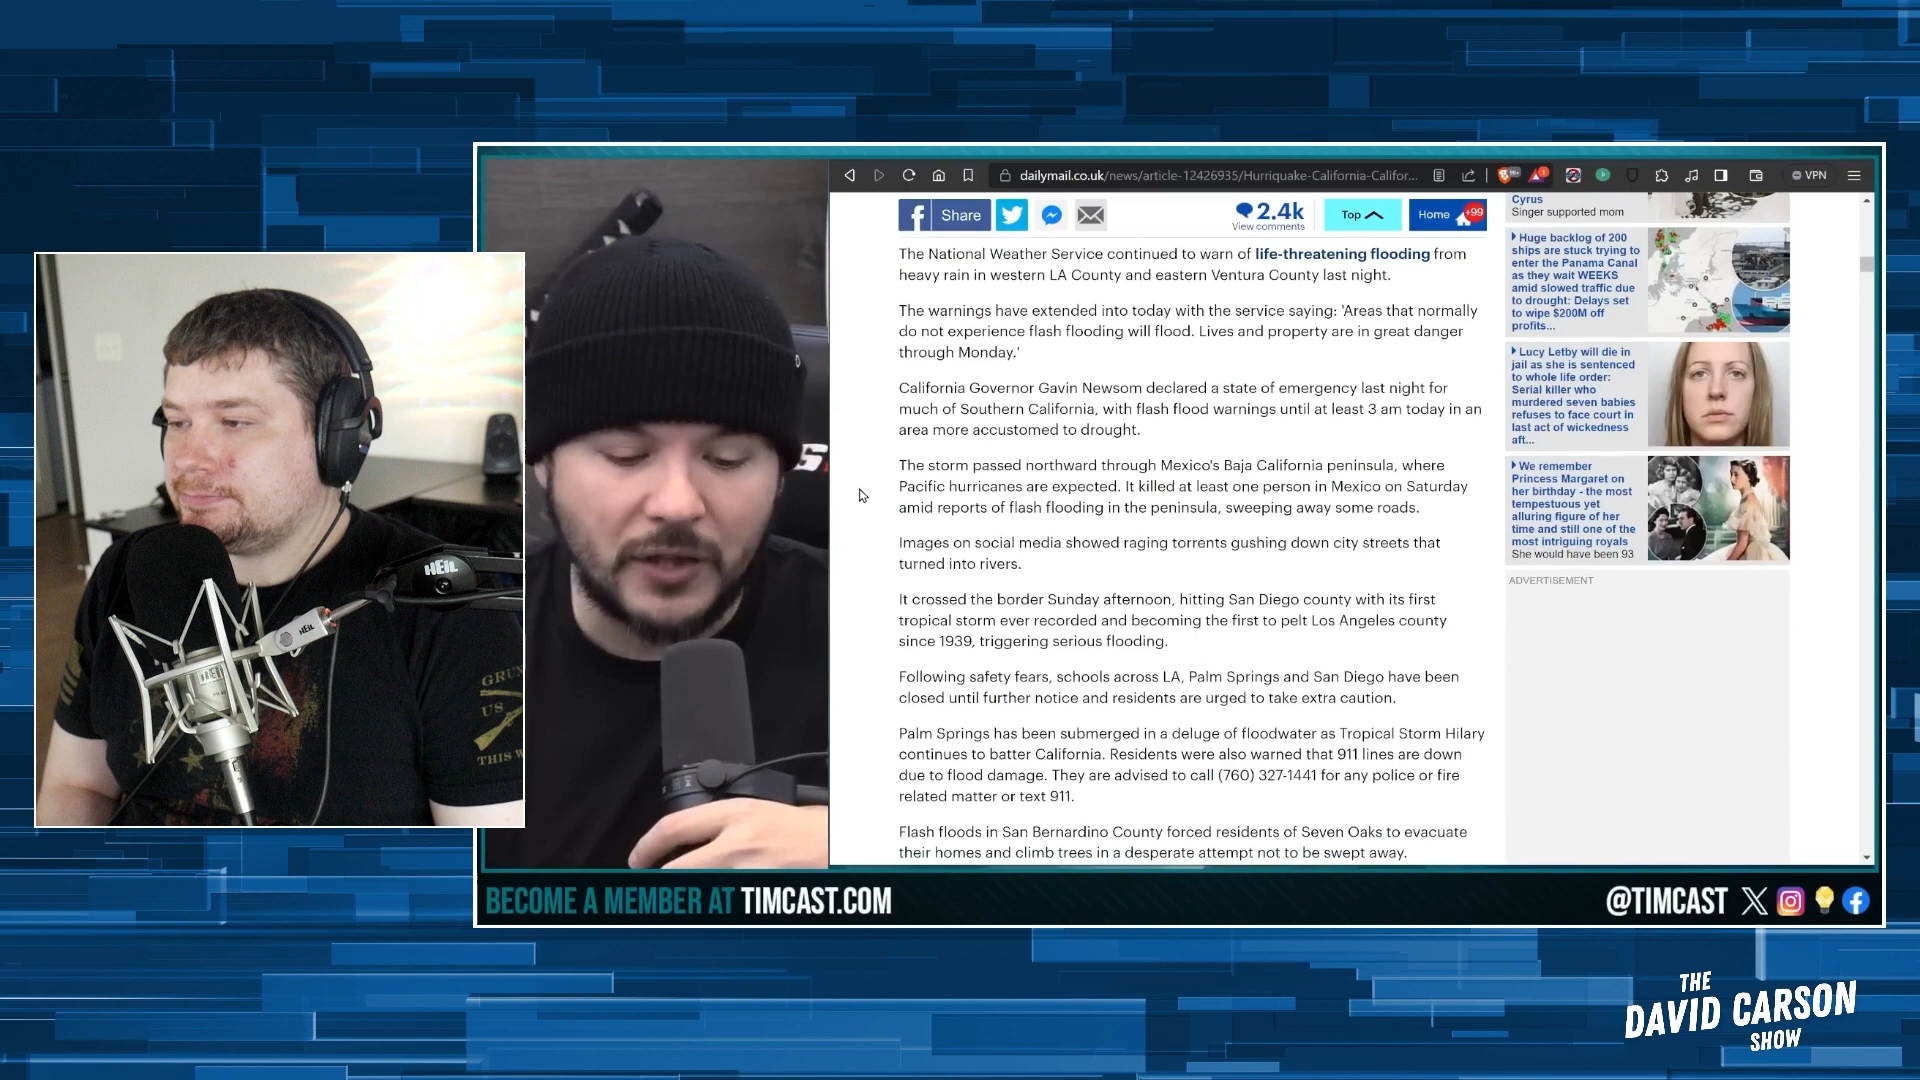 dailymail.co.uk/news/article-12426935/Hurriquake-California-Califor...
VPN
Share
2.4k
View comments
Top
Home
+99
The National Weather Service continued to warn of life-threatening flooding from
heavy rain in western LA County and eastern Ventura County last night.
The warnings have extended into today with the service saying: 'Areas that normally
do not experience flash flooding will flood. Lives and property are in great danger
through Monday.'
California Governor Gavin Newsom declared a state of emergency last night for
much of Southern California, with flash flood warnings until at least 3 am today in an
area more accustomed to drought.
The storm passed northward through Mexico's Baja California peninsula, where
Pacific hurricanes are expected. It killed at least one person in Mexico on Saturday
amid reports of flash flooding in the peninsula, sweeping away some roads.
Images on social media showed raging torrents gushing down city streets that
turned into rivers.
It crossed the border Sunday afternoon, hitting San Diego county with its first
tropical storm ever recorded and becoming the first to pelt Los Angeles county
since 1939, triggering serious flooding.
Following safety fears, schools across LA, Palm Springs and San Diego have been
closed until further notice and residents are urged to take extra caution.
Palm Springs has been submerged in a deluge of floodwater as Tropical Storm Hilary
continues to batter California. Residents were also warned that 911 lines are down
due to flood damage. They are advised to call (760) 327-1441 for any police or fire
related matter or text 911.
Flash floods in San Bernardino County forced residents of Seven Oaks to evacuate
their homes and climb trees in a desperate attempt not to be swept away.
Cyrus
Singer supported mom
Huge backlog of 200
ships are stuck trying to
enter the Panama Canal
as they wait WEEKS
amid slowed traffic due
to drought: Delays set
to wipe $200M off
profits...
Lucy Letby will die in
jail as she is sentenced
to whole life order:
Serial killer who
murdered seven babies
refuses to face court in
last act of wickedness
aft...
We remember
Princess Margaret on
her birthday - the most
tempestuous yet
alluring figure of her
time and still one of the
most intriguing royals
She would have been 93
ADVERTISEMENT
HEIL
HEIL
GRUN
US
THIS W
BECOME A MEMBER AT TIMCAST.COM
@TIMCAST
THE
DAVID CARSON
SHOW